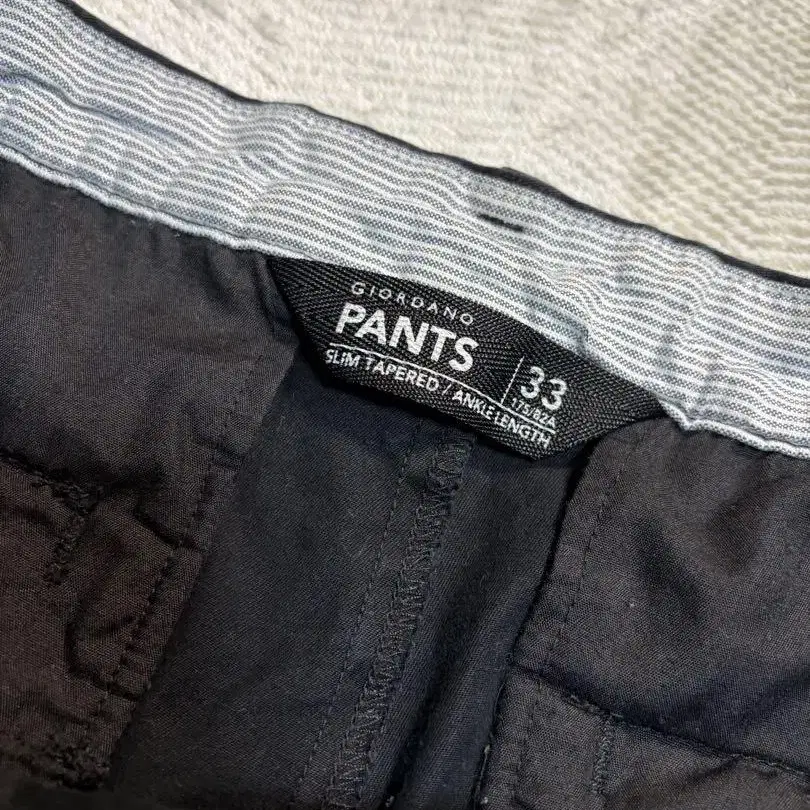 GIORDANO
PANTS
SLIM TAPERED / ANKLE LENGTH
33
175/82A